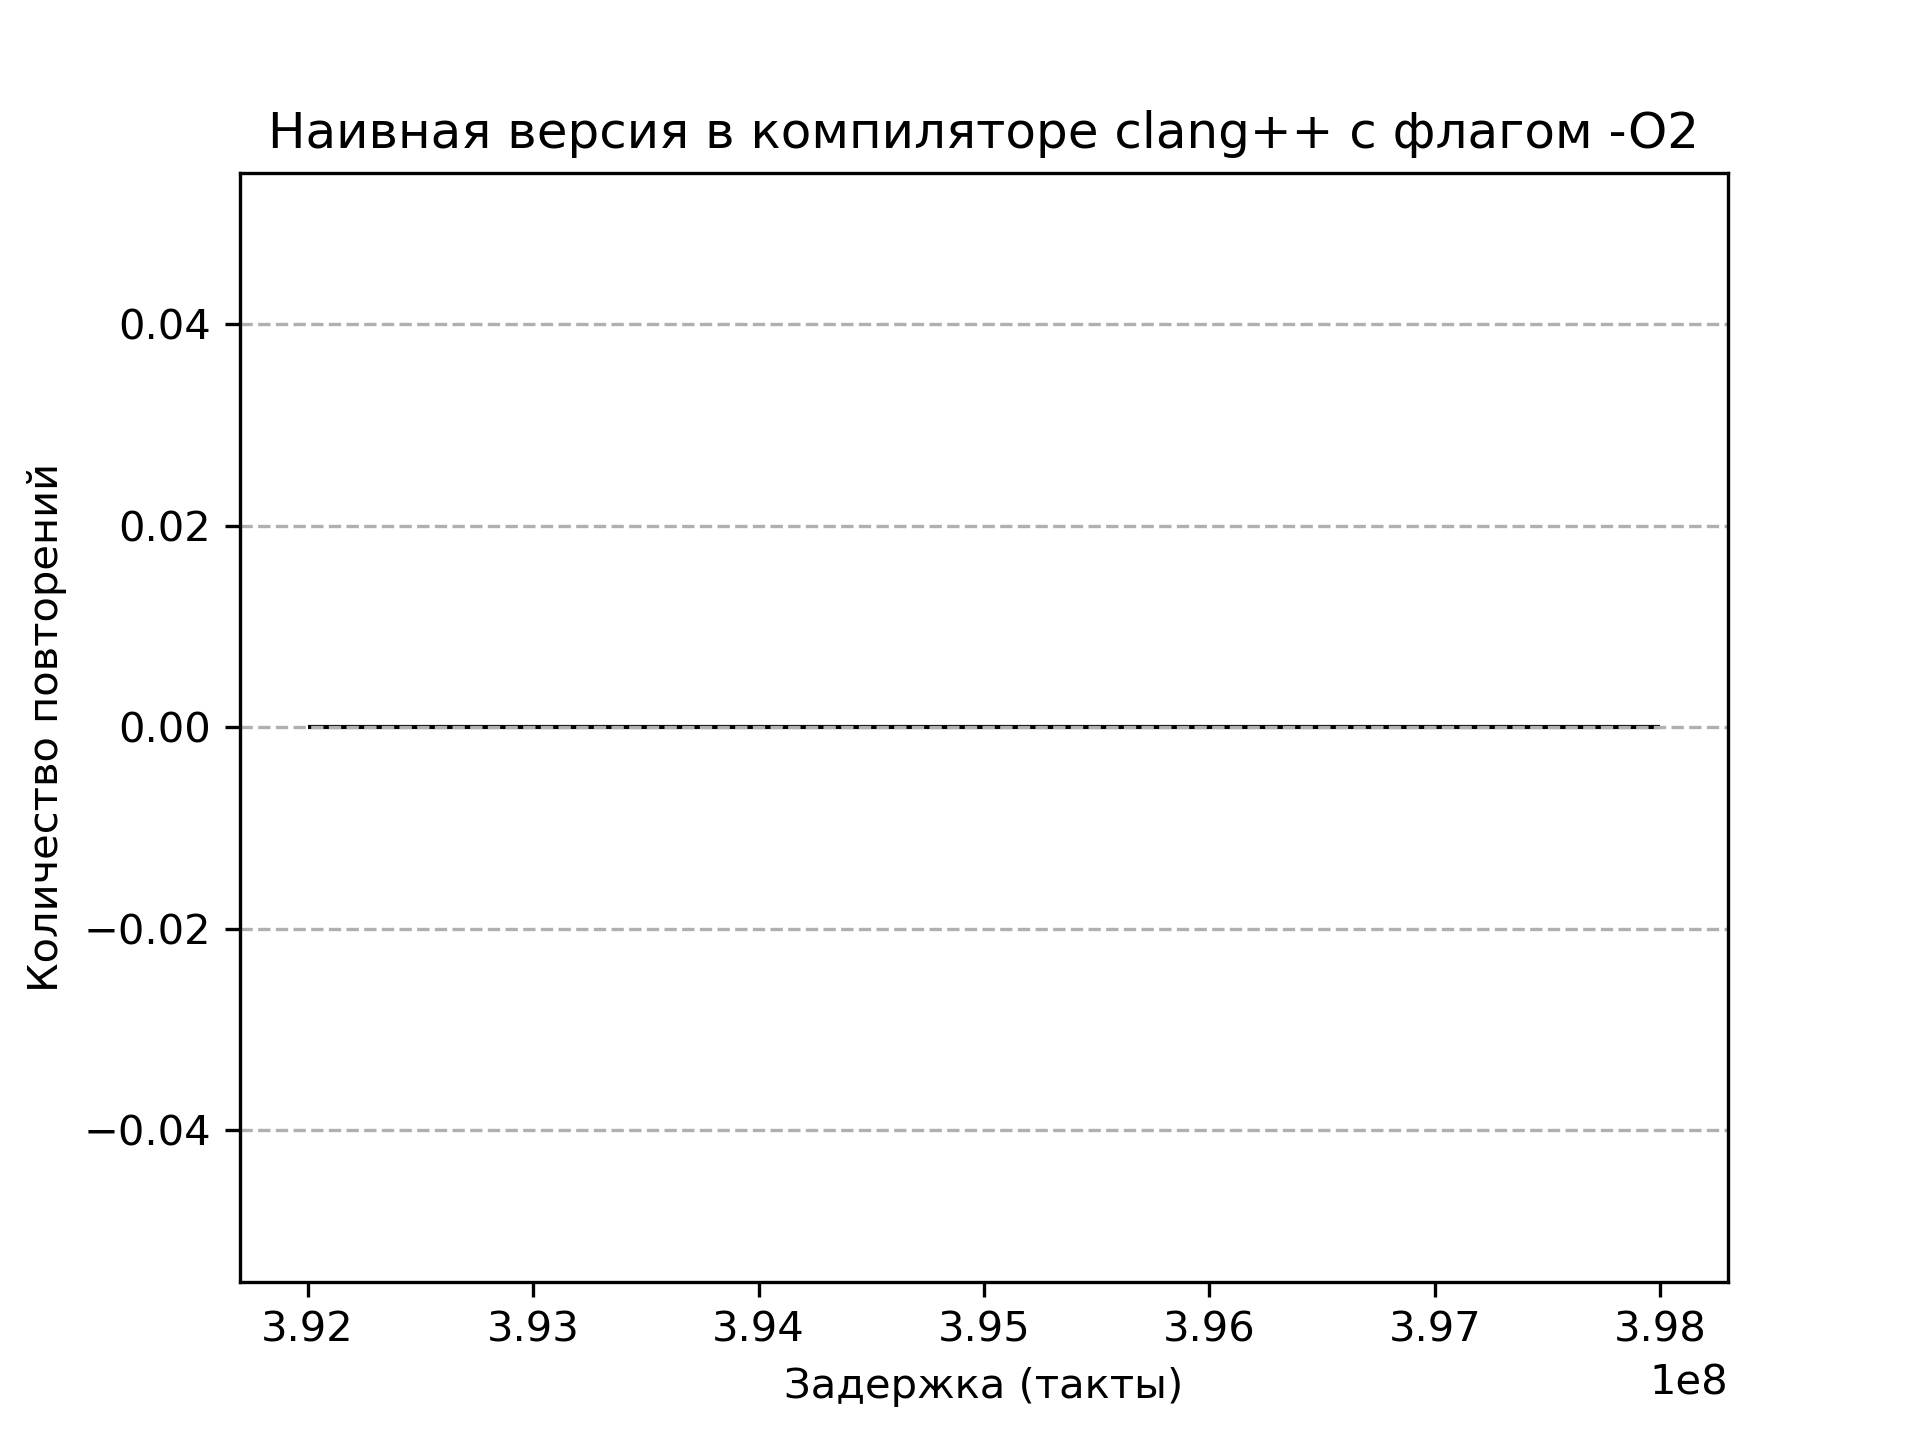 Наивная версия в компиляторе clang++ с флагом -O2
Количество повторений
0.04
0.02
0.00
−0.02
−0.04
3.92 3.93 3.94 3.95 3.96 3.97 3.98
1e8
Задержка (такты)